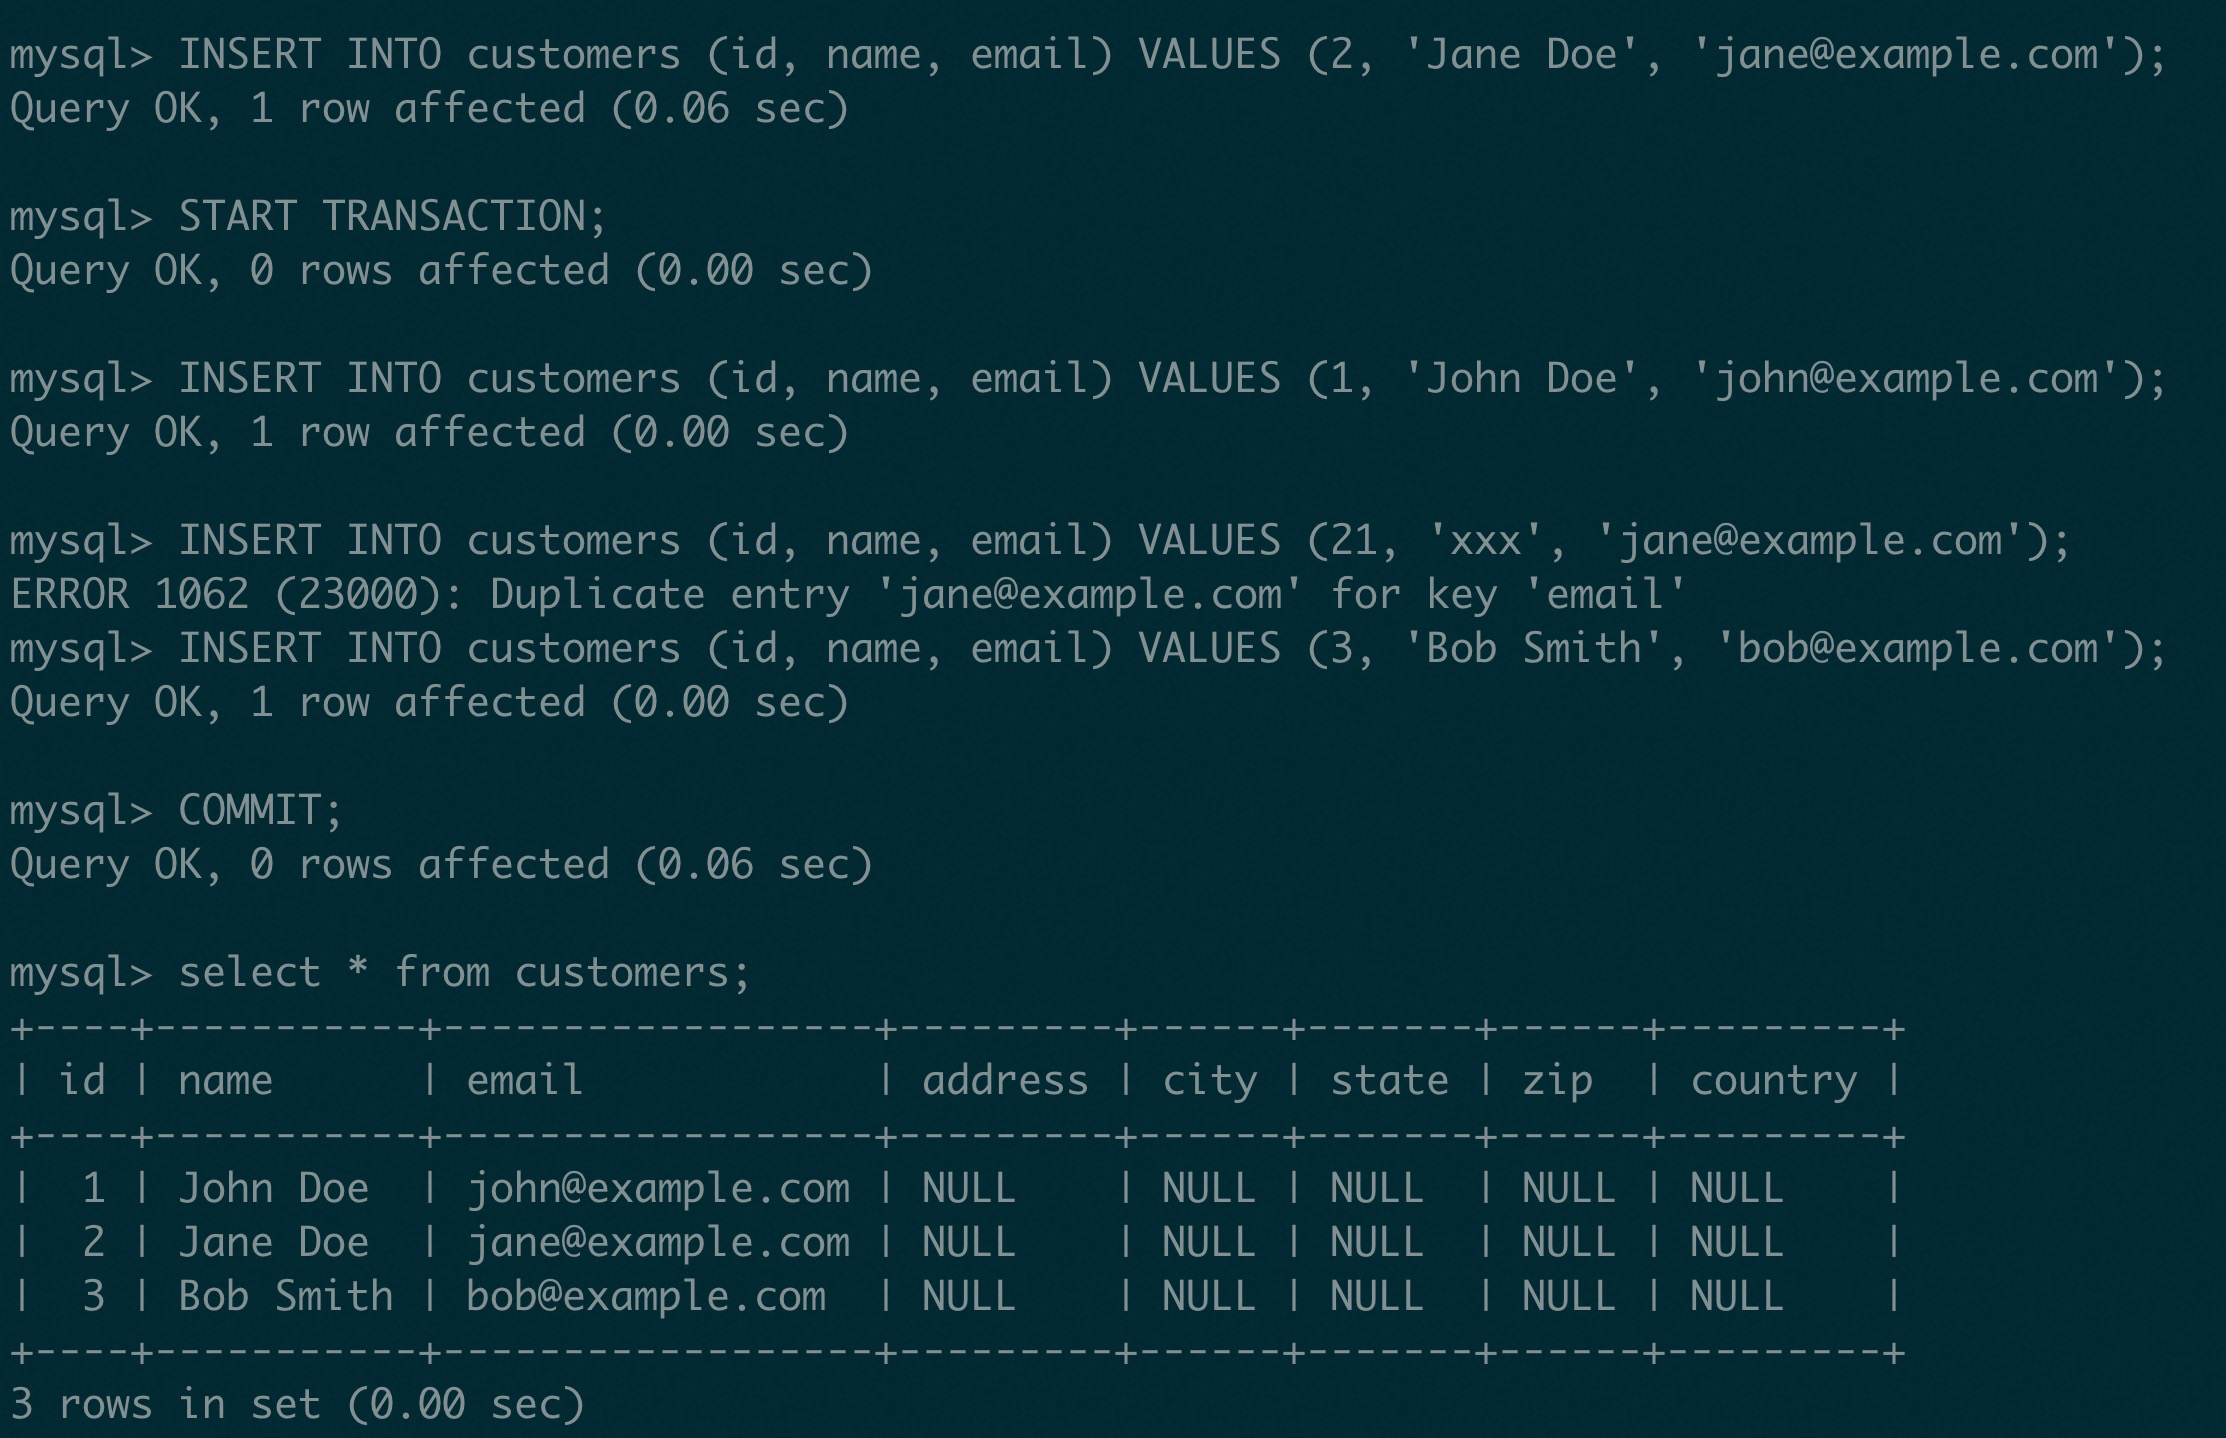 mysql> INSERT INTO customers (id, name, email) VALUES (2, 'Jane Doe', 'jane@example.com');
Query OK, 1 row affected (0.06 sec)

mysql> START TRANSACTION;
Query OK, 0 rows affected (0.00 sec)

mysql> INSERT INTO customers (id, name, email) VALUES (1, 'John Doe', 'john@example.com');
Query OK, 1 row affected (0.00 sec)

mysql> INSERT INTO customers (id, name, email) VALUES (21, 'xxx', 'jane@example.com');
ERROR 1062 (23000): Duplicate entry 'jane@example.com' for key 'email'
mysql> INSERT INTO customers (id, name, email) VALUES (3, 'Bob Smith', 'bob@example.com');
Query OK, 1 row affected (0.00 sec)

mysql> COMMIT;
Query OK, 0 rows affected (0.06 sec)

mysql> select * from customers;
+----+-----------+------------------+---------+------+-------+------+---------+
| id | name      | email            | address | city | state | zip  | country |
+----+-----------+------------------+---------+------+-------+------+---------+
|  1 | John Doe  | john@example.com | NULL    | NULL | NULL  | NULL | NULL    |
|  2 | Jane Doe  | jane@example.com | NULL    | NULL | NULL  | NULL | NULL    |
|  3 | Bob Smith | bob@example.com  | NULL    | NULL | NULL  | NULL | NULL    |
+----+-----------+------------------+---------+------+-------+------+---------+
3 rows in set (0.00 sec)